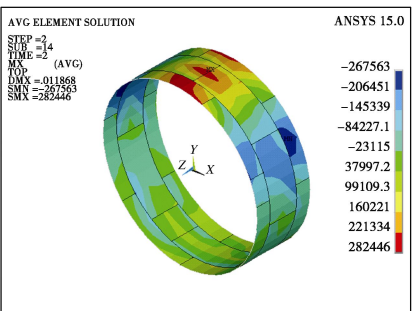 AVG ELEMENT SOLUTION
ANSYS 15.0
STEP =2
SUB =14
TIME =2
MX (AVG)
TOP
DMX =.011868
SMN =−267563
SMX =282446
−267563
−206451
−145339
−84227.1
−23115
37997.2
99109.3
160221
221334
282446
MX
Y
Z
X